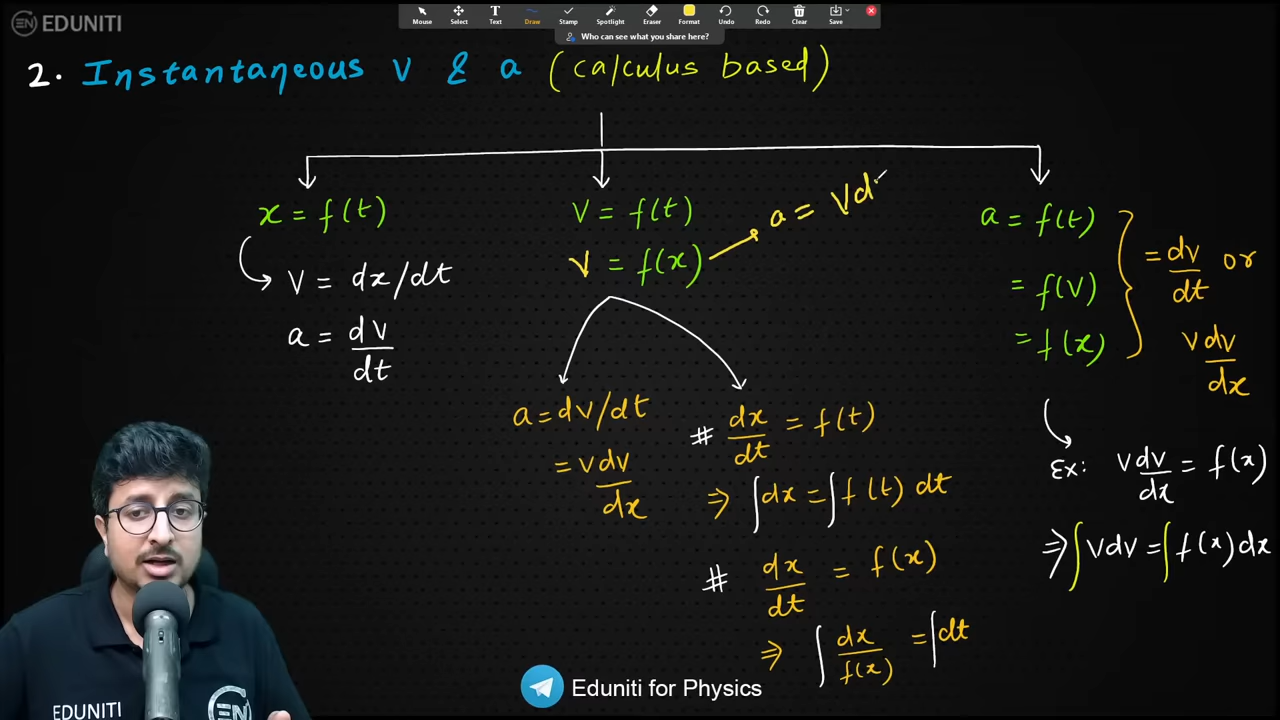 EDUNITI
Mouse Select Text Draw Stamp Spotlight Eraser Format Undo Redo Clear Save
Who can see what you share here?
2. Instantaneous v & a (calculus based)
x = f(t)
v = dx/dt
a = dv/dt
v = f(t)
v = f(x)
a = vd
a = dv/dt
= vdv/dx
# dx/dt = f(t)
⇒ ∫dx = ∫f(t) dt
# dx/dt = f(x)
⇒ ∫dx/f(x) = ∫dt
a = f(t)
= f(v)
= f(x)
= dv/dt or
vdv/dx
Ex: vdv/dx = f(x)
⇒ ∫vdv = ∫f(x)dx
Eduniti for Physics
EDUNITI
EN